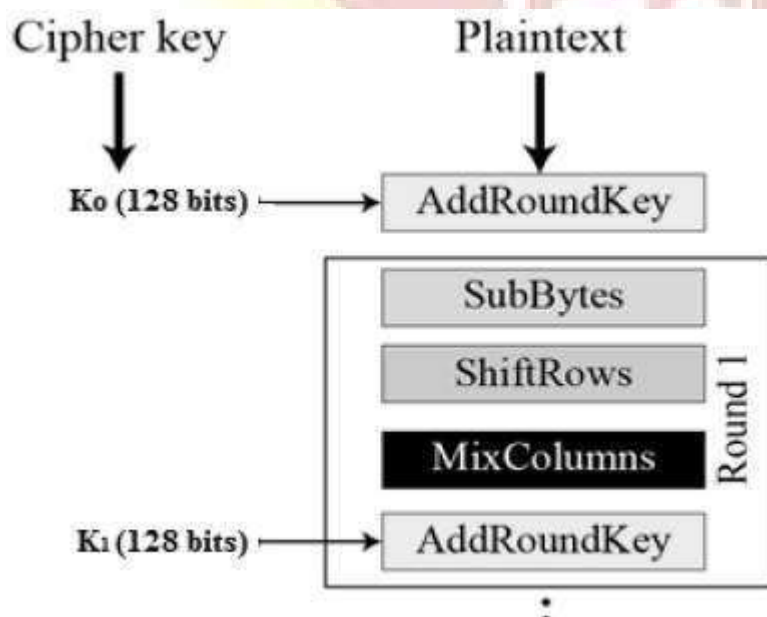 Cipher key
Plaintext
K0 (128 bits)
AddRoundKey
SubBytes
ShiftRows
MixColumns
Round 1
K1 (128 bits)
AddRoundKey